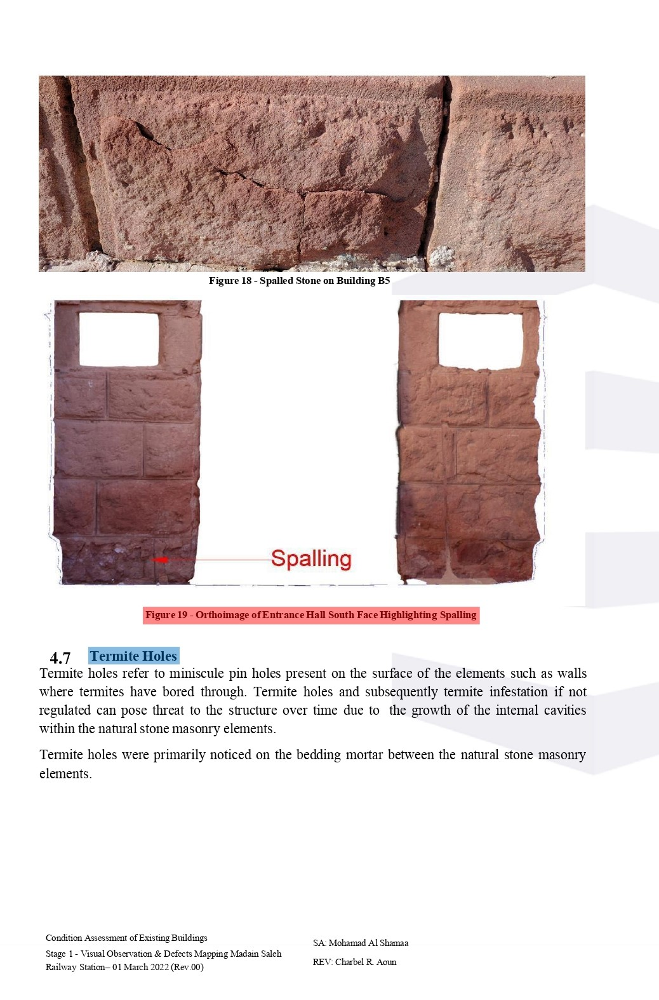 Figure 18 - Spalled Stone on Building B5
Spalling
Figure 19 - Orthoimage of Entrance Hall South Face Highlighting Spalling
4.7 Termite Holes
Termite holes refer to miniscule pin holes present on the surface of the elements such as walls
where termites have bored through. Termite holes and subsequently termite infestation if not
regulated can pose threat to the structure over time due to the growth of the internal cavities
within the natural stone masonry elements.
Termite holes were primarily noticed on the bedding mortar between the natural stone masonry
elements.
Condition Assessment of Existing Buildings
Stage 1 - Visual Observation & Defects Mapping Madain Saleh
Railway Station– 01 March 2022 (Rev.00)
SA: Mohamad Al Shamaa
REV: Charbel R. Aoun